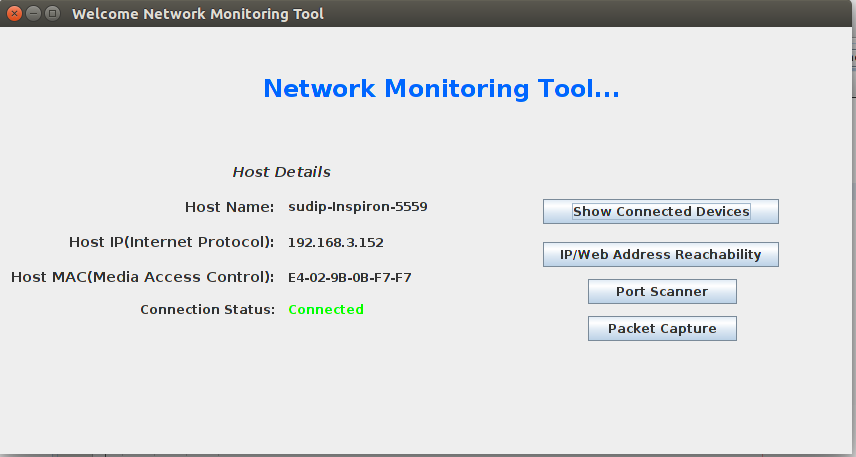 Welcome Network Monitoring Tool
Network Monitoring Tool...
Host Details
Host Name: sudip-Inspiron-5559
Host IP(Internet Protocol): 192.168.3.152
Host MAC(Media Access Control): E4-02-9B-0B-F7-F7
Connection Status: Connected
Show Connected Devices
IP/Web Address Reachability
Port Scanner
Packet Capture